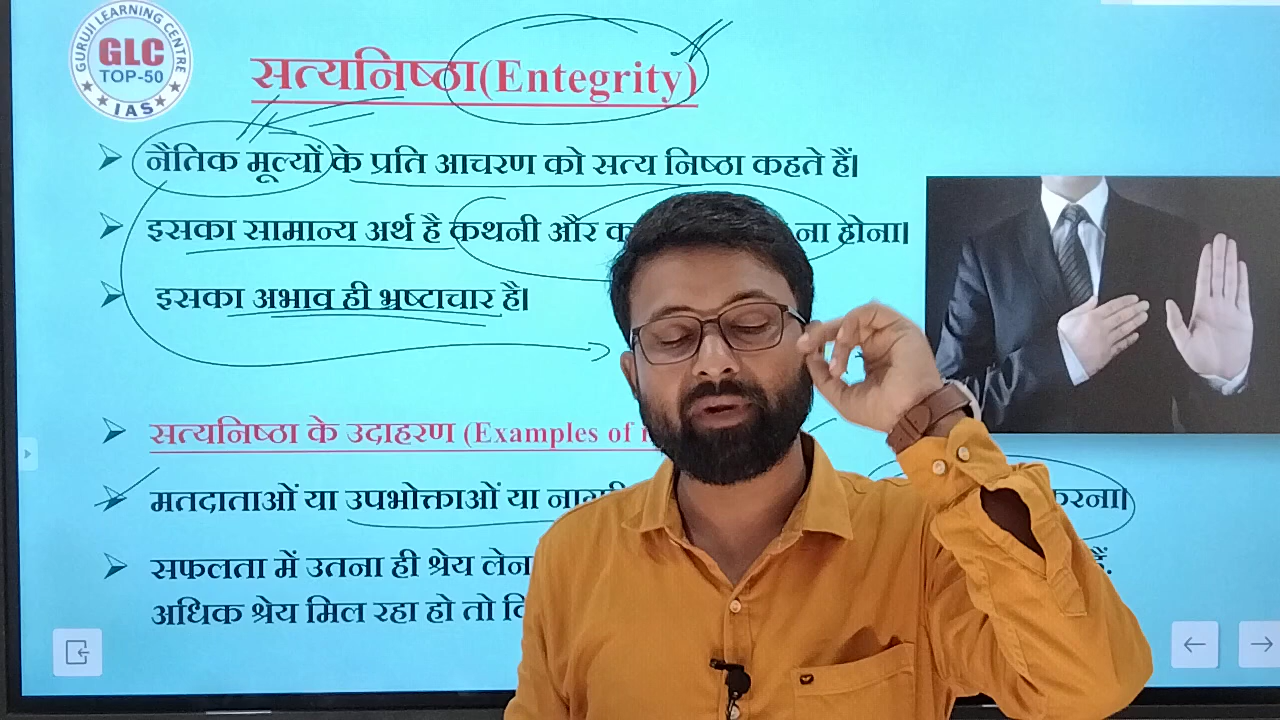 GURUJI LEARNING CENTRE
GLC
TOP-50
IAS
सत्यनिष्ठा(Entegrity)
नैतिक मूल्यों के प्रति आचरण को सत्य निष्ठा कहते हैं।
इसका सामान्य अर्थ है कथनी और ना होना।
इसका अभाव ही भ्रष्टाचार है।
सत्यनिष्ठा के उदाहरण (Examples of
मतदाताओं या उपभोक्ताओं या करना।
सफलता में उतना ही श्रेय हैं.
अधिक श्रेय मिल रहा हो तो